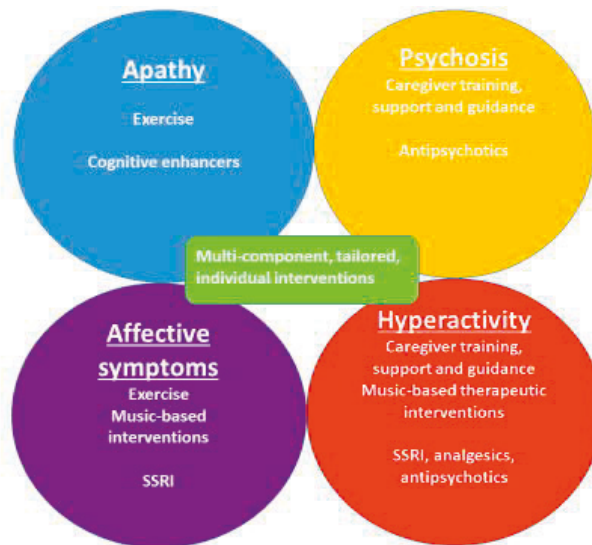 Apathy
Exercise
Cognitive enhancers
Psychosis
Caregiver training,
support and guidance
Antipsychotics
Multi-component, tailored,
individual interventions
Affective
symptoms
Exercise
Music-based
interventions
SSRI
Hyperactivity
Caregiver training,
support and guidance
Music-based therapeutic
interventions
SSRI, analgesics,
antipsychotics